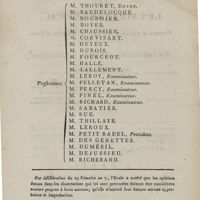 M. THOURET, Doyen.
M. BAUDELOCQUE.
M. BOURDIER.
M. BOYER.
M. CHAUSSIER.
M. CORVISART.
M. DEYEUX.
M. DUBOIS.
M. FOURCROY.
M. HALLÉ.
M. LALLEMENT.
M. LEROY, Examinateur.
Professeurs. M. PELLETAN, Examinateur.
M. PERCY, Examinateur.
M. PINEL, Examinateur.
M. RICHARD, Examinateur.
M. SABATIER.
M. SUE.
M. THILLAYE.
M. LEROUX.
M. PETIT RADEL, Président.
M. DES GENETTES.
M. DUMÉRIL.
M. DEJUSSIEU.
M. RICHERAND.
Par délibération du 19 frimaire an 7, l'École a arrêté que les opinions
émises dans les dissertations qui lui sont présentées doivent être considérées
comme propres à leurs auteurs; qu'elle n'entend leur donner aucune appro-
bation ni improbation.